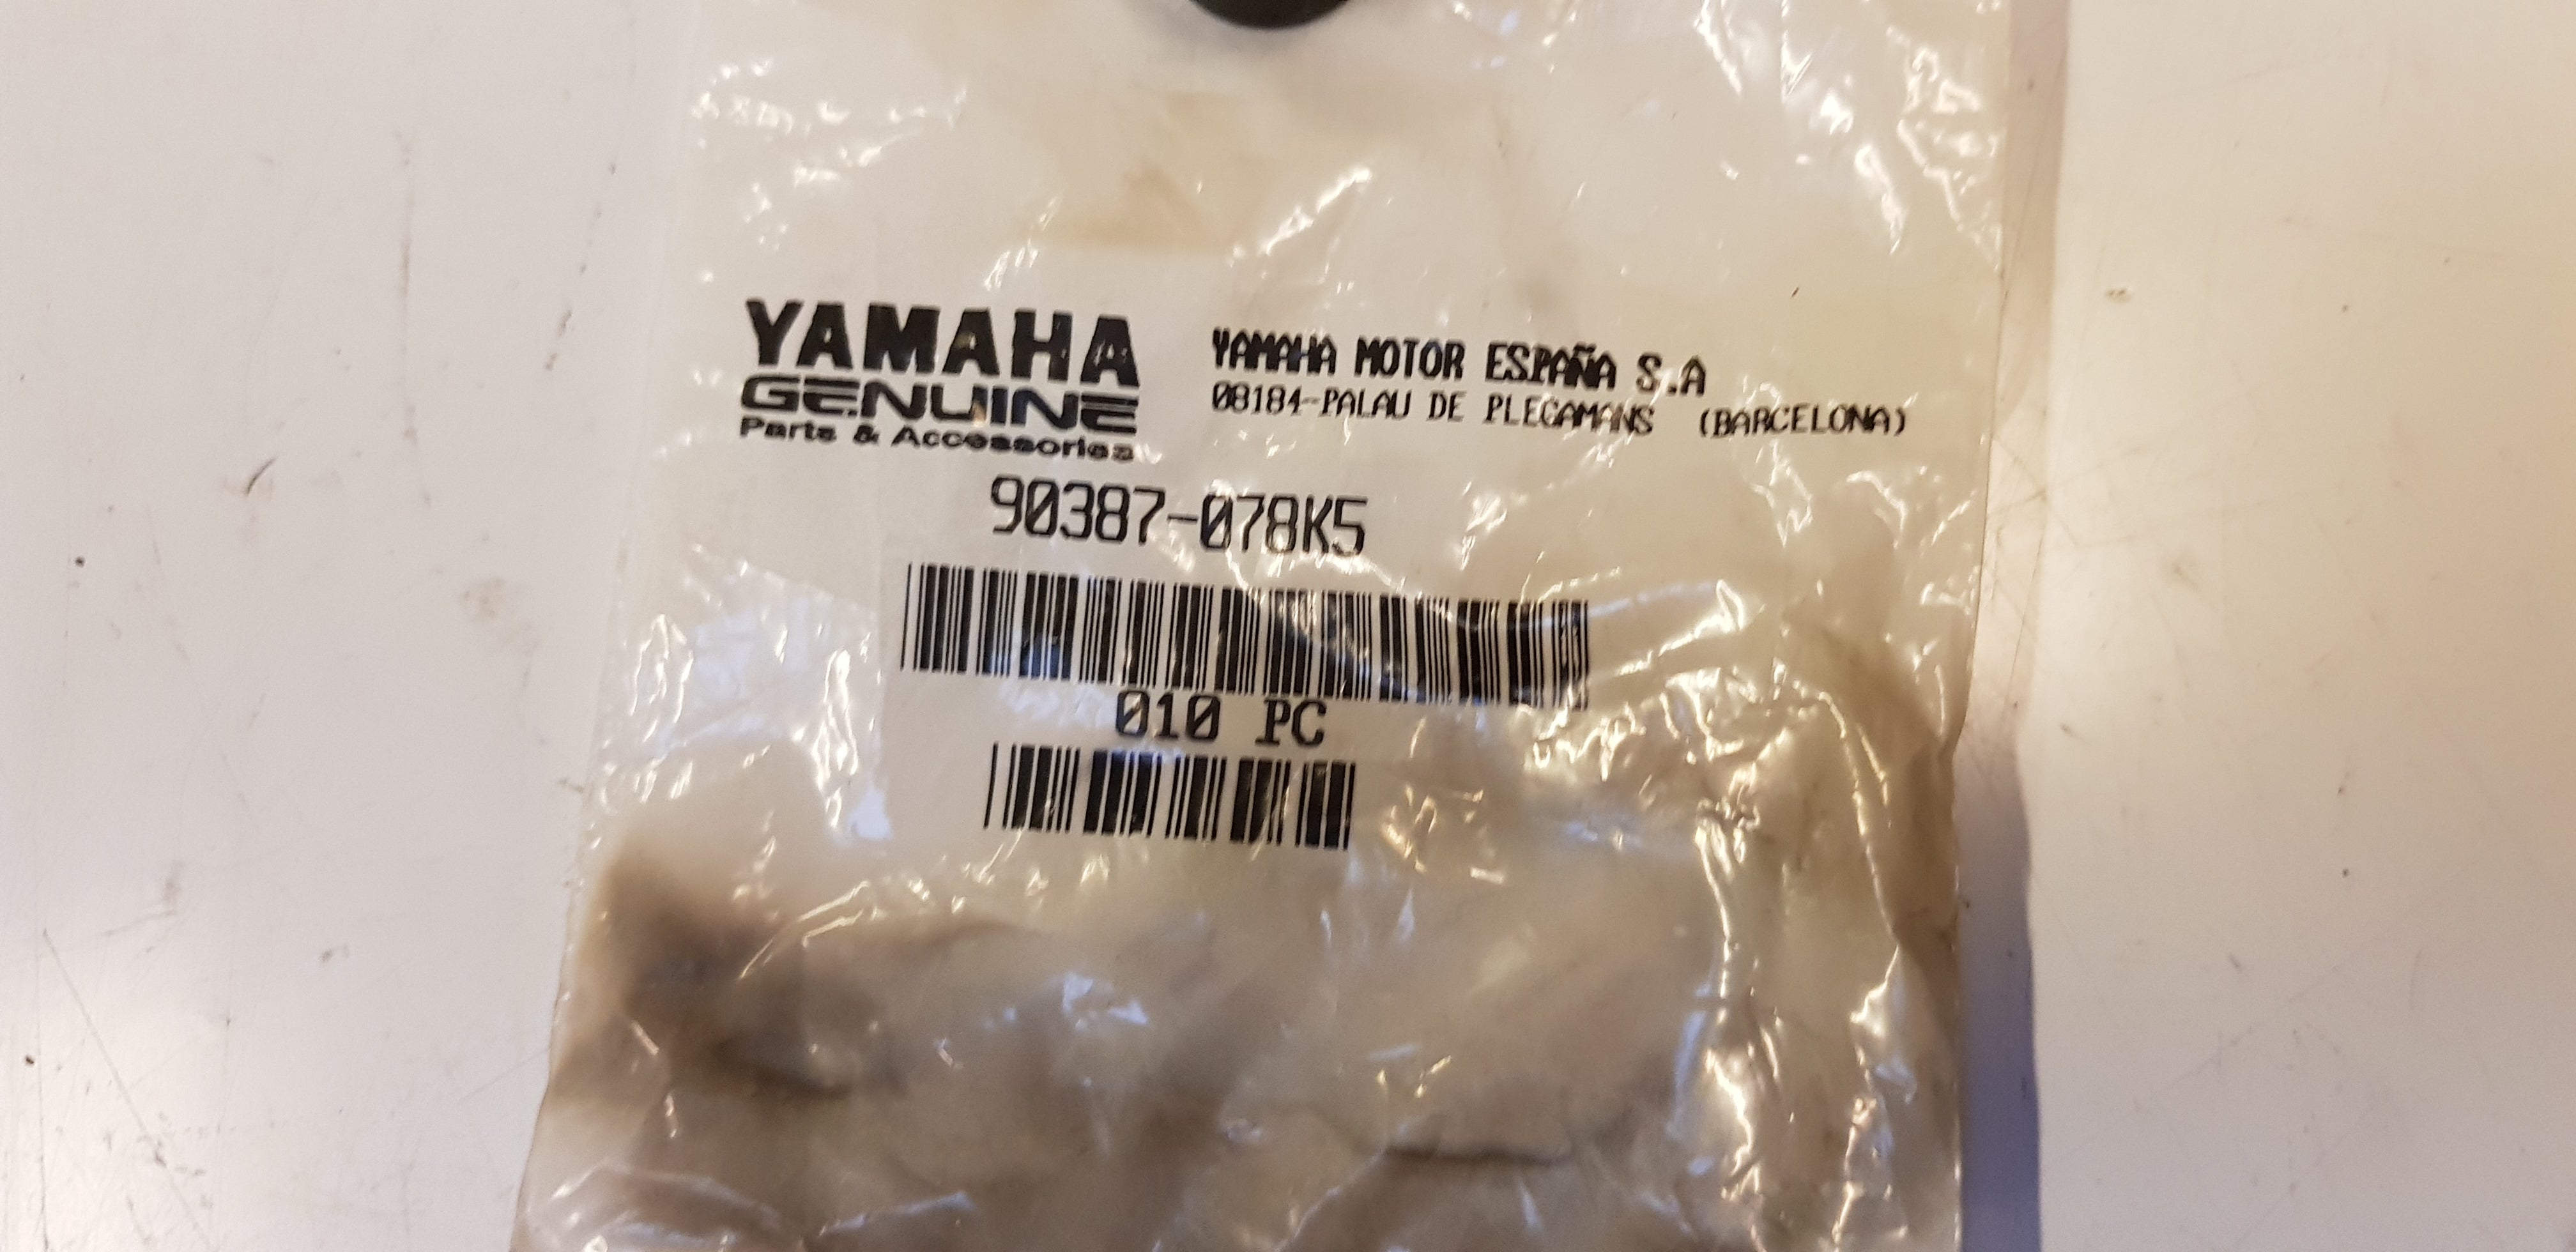 YAMAHA
GENUINE
Parts & Accessories
YAMAHA MOTOR ESPAÑA S.A
08184-PALAU DE PLEGAMANS (BARCELONA)
90387-078K5
010 PC